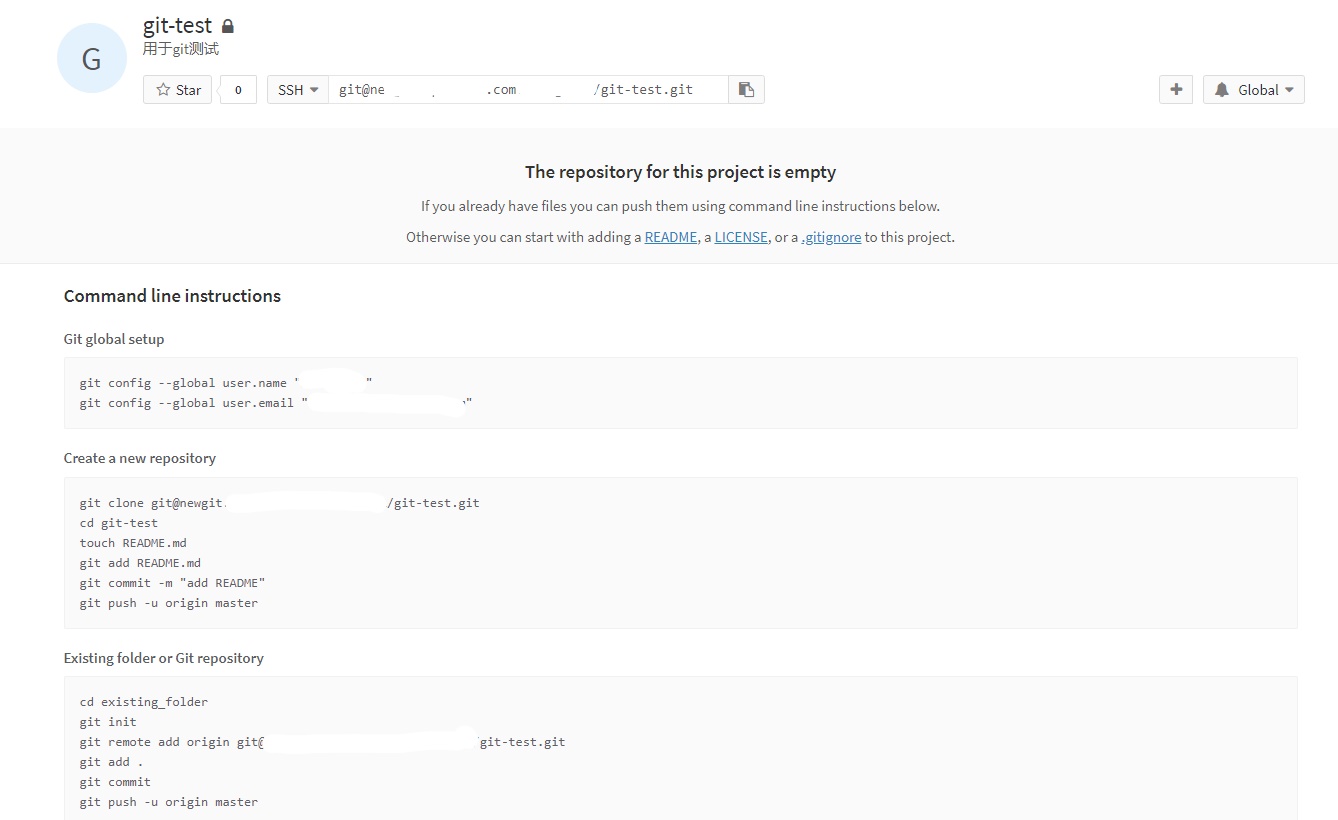 G
git-test
用于git测试
Star 0 SSH git@ne .com /git-test.git Global
The repository for this project is empty
If you already have files you can push them using command line instructions below.
Otherwise you can start with adding a README, a LICENSE, or a .gitignore to this project.
Command line instructions
Git global setup
git config --global user.name " "
git config --global user.email " "
Create a new repository
git clone git@newgit. /git-test.git
cd git-test
touch README.md
git add README.md
git commit -m "add README"
git push -u origin master
Existing folder or Git repository
cd existing_folder
git init
git remote add origin git@ /git-test.git
git add .
git commit
git push -u origin master